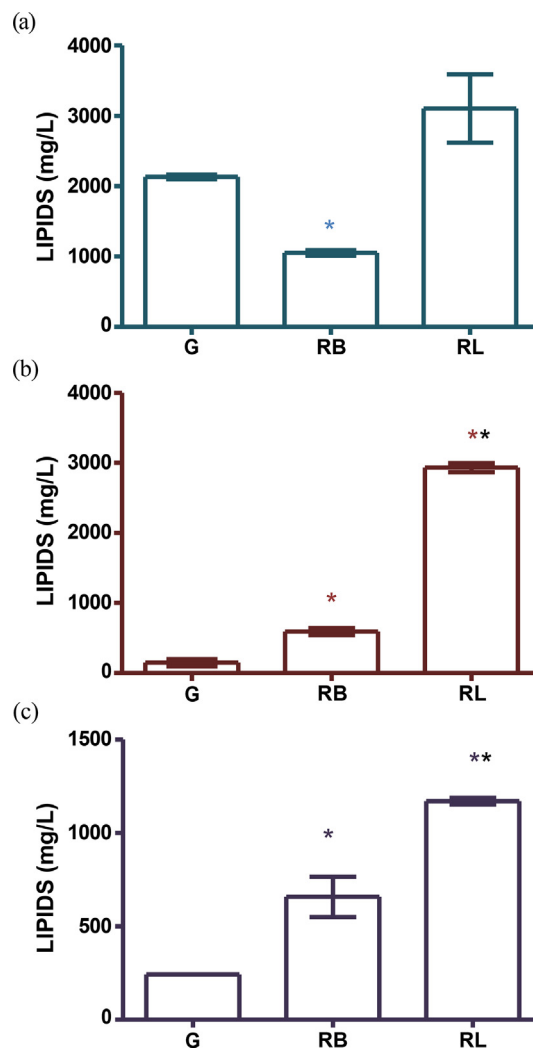 (a)
LIPIDS (mg/L)
4000
3000
2000
1000
0
*
G RB RL
(b)
LIPIDS (mg/L)
4000
3000
2000
1000
0
*
**
G RB RL
(c)
LIPIDS (mg/L)
1500
1000
500
0
*
**
G RB RL